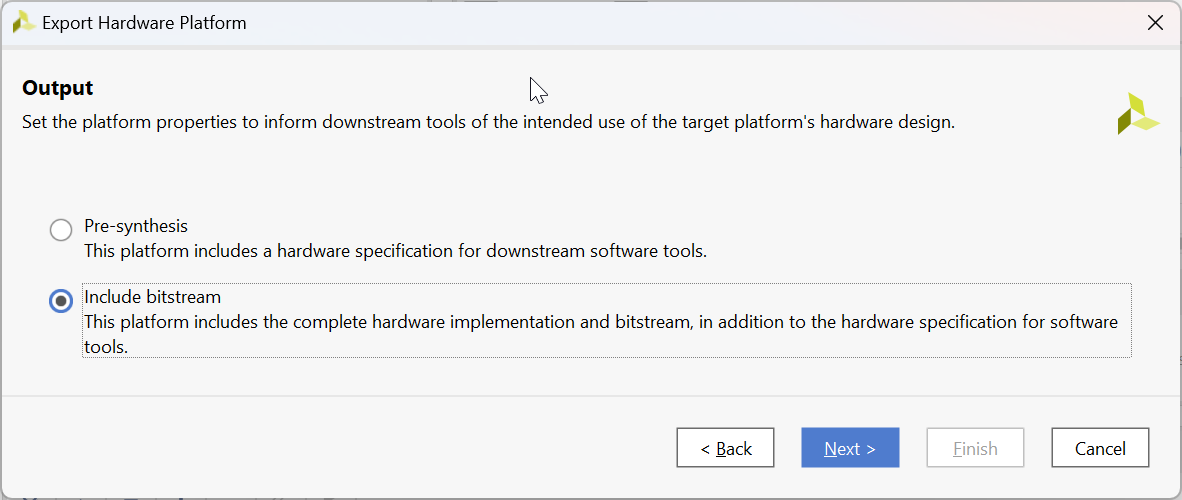 Export Hardware Platform
Output
Set the platform properties to inform downstream tools of the intended use of the target platform's hardware design.
Pre-synthesis
This platform includes a hardware specification for downstream software tools.
Include bitstream
This platform includes the complete hardware implementation and bitstream, in addition to the hardware specification for software
tools.
< Back Next > Finish Cancel